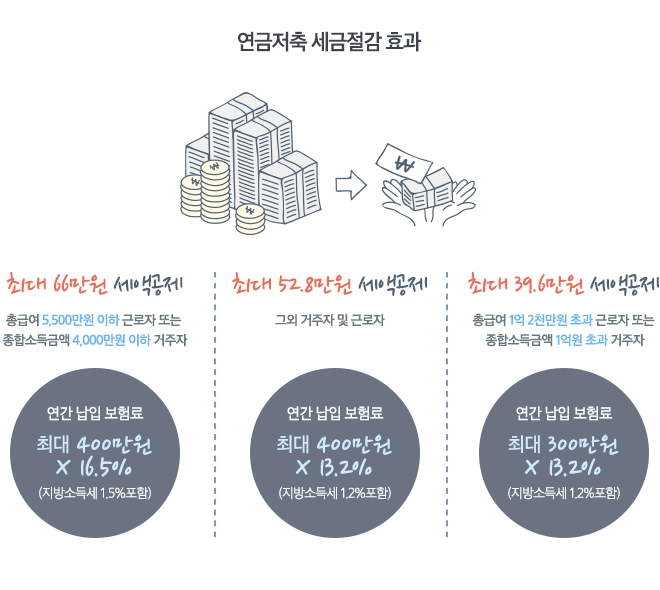 연금저축 세금절감 효과
₩
₩
₩
₩
최대 66만원 세액공제
총급여 5,500만원 이하 근로자 또는
종합소득금액 4,000만원 이하 거주자
연간 납입 보험료
최대 400만원
X 16.5%
(지방소득세 1.5%포함)
최대 52.8만원 세액공제
그외 거주자 및 근로자
연간 납입 보험료
최대 400만원
X 13.2%
(지방소득세 1.2%포함)
최대 39.6만원 세액공제
총급여 1억 2천만원 초과 근로자 또는
종합소득금액 1억원 초과 거주자
연간 납입 보험료
최대 300만원
X 13.2%
(지방소득세 1.2%포함)